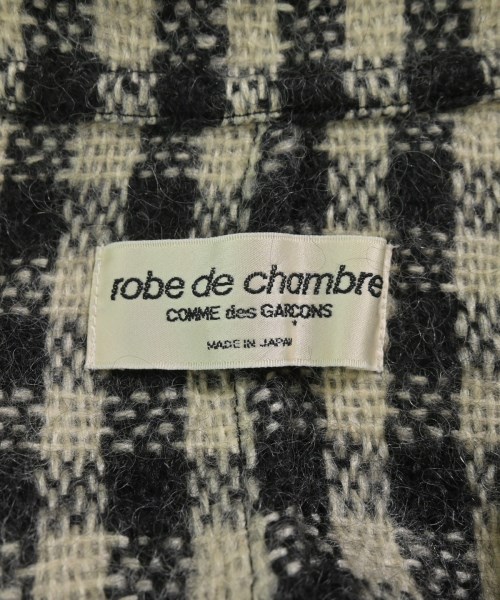 robe de chambre
COMME des GARÇONS
MADE IN JAPAN